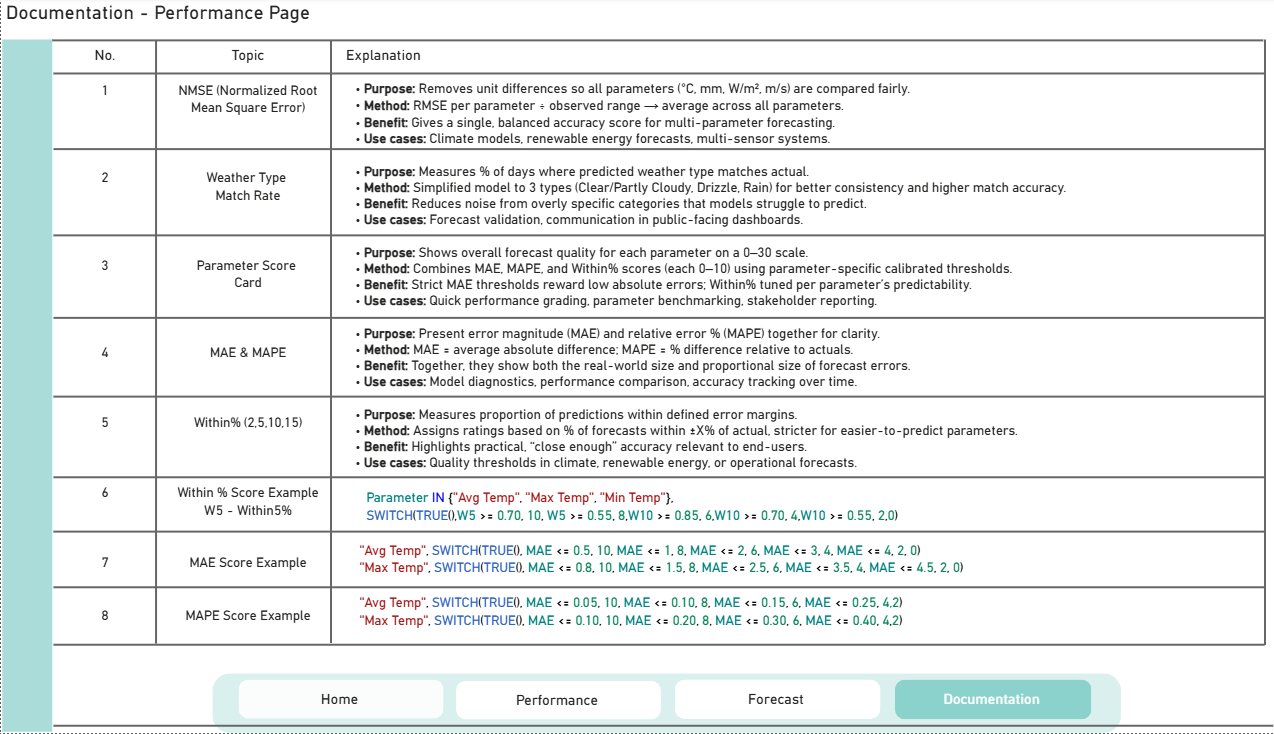 Documentation - Performance Page
No.
Topic
Explanation
1
NMSE (Normalized Root
Mean Square Error)
• Purpose: Removes unit differences so all parameters (°C, mm, W/m², m/s) are compared fairly.
• Method: RMSE per parameter ÷ observed range → average across all parameters.
• Benefit: Gives a single, balanced accuracy score for multi-parameter forecasting.
• Use cases: Climate models, renewable energy forecasts, multi-sensor systems.
2
Weather Type
Match Rate
• Purpose: Measures % of days where predicted weather type matches actual.
• Method: Simplified model to 3 types (Clear/Partly Cloudy, Drizzle, Rain) for better consistency and higher match accuracy.
• Benefit: Reduces noise from overly specific categories that models struggle to predict.
• Use cases: Forecast validation, communication in public-facing dashboards.
3
Parameter Score
Card
• Purpose: Shows overall forecast quality for each parameter on a 0–30 scale.
• Method: Combines MAE, MAPE, and Within% scores (each 0–10) using parameter-specific calibrated thresholds.
• Benefit: Strict MAE thresholds reward low absolute errors; Within% tuned per parameter's predictability.
• Use cases: Quick performance grading, parameter benchmarking, stakeholder reporting.
4
MAE & MAPE
• Purpose: Present error magnitude (MAE) and relative error % (MAPE) together for clarity.
• Method: MAE = average absolute difference; MAPE = % difference relative to actuals.
• Benefit: Together, they show both the real-world size and proportional size of forecast errors.
• Use cases: Model diagnostics, performance comparison, accuracy tracking over time.
5
Within% (2,5,10,15)
• Purpose: Measures proportion of predictions within defined error margins.
• Method: Assigns ratings based on % of forecasts within ±X% of actual, stricter for easier-to-predict parameters.
• Benefit: Highlights practical, "close enough" accuracy relevant to end-users.
• Use cases: Quality thresholds in climate, renewable energy, or operational forecasts.
6
Within % Score Example
W5 - Within5%
Parameter IN {"Avg Temp", "Max Temp", "Min Temp"},
SWITCH(TRUE(),W5 >= 0.70, 10, W5 >= 0.55, 8,W10 >= 0.85, 6,W10 >= 0.70, 4,W10 >= 0.55, 2,0)
7
MAE Score Example
"Avg Temp", SWITCH(TRUE(), MAE <= 0.5, 10, MAE <= 1, 8, MAE <= 2, 6, MAE <= 3, 4, MAE <= 4, 2, 0)
"Max Temp", SWITCH(TRUE(), MAE <= 0.8, 10, MAE <= 1.5, 8, MAE <= 2.5, 6, MAE <= 3.5, 4, MAE <= 4.5, 2, 0)
8
MAPE Score Example
"Avg Temp", SWITCH(TRUE(), MAE <= 0.05, 10, MAE <= 0.10, 8, MAE <= 0.15, 6, MAE <= 0.25, 4,2)
"Max Temp", SWITCH(TRUE(), MAE <= 0.10, 10, MAE <= 0.20, 8, MAE <= 0.30, 6, MAE <= 0.40, 4,2)
Home
Performance
Forecast
Documentation